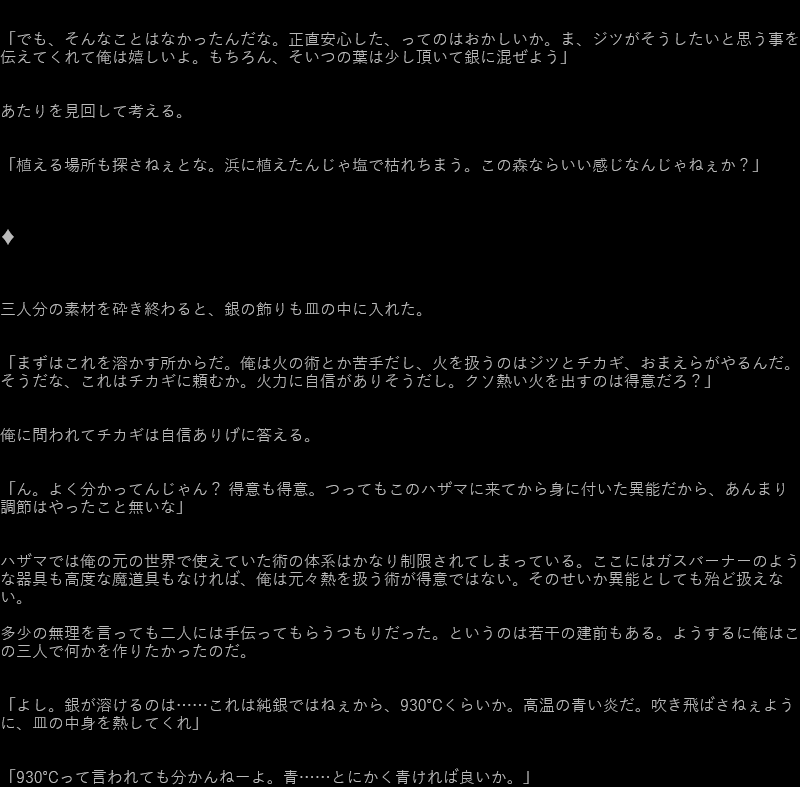 「でも、そんなことはなかったんだな。正直安心した、ってのはおかしいか。ま、ジツがそうしたいと思う事を
伝えてくれて俺は嬉しいよ。もちろん、そいつの葉は少し頂いて銀に混ぜよう」
あたりを見回して考える。
「植える場所も探さねぇとな。浜に植えたんじゃ塩で枯れちまう。この森ならいい感じなんじゃねぇか？」
♦
三人分の素材を砕き終わると、銀の飾りも皿の中に入れた。
「まずはこれを溶かす所からだ。俺は火の術とか苦手だし、火を扱うのはジツとチカギ、おまえらがやるんだ。
そうだな、これはチカギに頼むか。火力に自信がありそうだし。クソ熱い火を出すのは得意だろ？」
俺に問われてチカギは自信ありげに答える。
「ん。よく分かってんじゃん？ 得意も得意。つってもこのハザマに来てから身に付いた異能だから、あんまり
調節はやったこと無いな」
ハザマでは俺の元の世界で使えていた術の体系はかなり制限されてしまっている。ここにはガスバーナーのよう
な器具も高度な魔道具もなければ、俺は元々熱を扱う術が得意ではない。そのせいか異能としても殆ど扱えな
い。
多少の無理を言っても二人には手伝ってもらうつもりだった。というのは若干の建前もある。ようするに俺はこ
の三人で何かを作りたかったのだ。
「よし。銀が溶けるのは……これは純銀ではねぇから、930℃くらいか。高温の青い炎だ。吹き飛ばさねぇよう
に、皿の中身を熱してくれ」
「930℃って言われても分かんねーよ。青……とにかく青ければ良いか。」